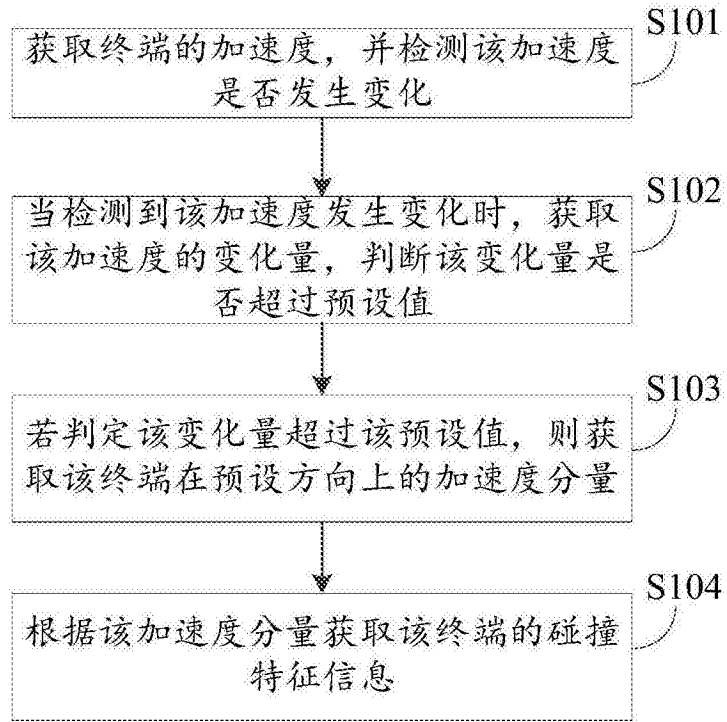 S101
获取终端的加速度，并检测该加速度
是否发生变化
S102
当检测到该加速度发生变化时，获取
该加速度的变化量，判断该变化量是
否超过预设值
S103
若判定该变化量超过该预设值，则获
取该终端在预设方向上的加速度分量
S104
根据该加速度分量获取该终端的碰撞
特征信息